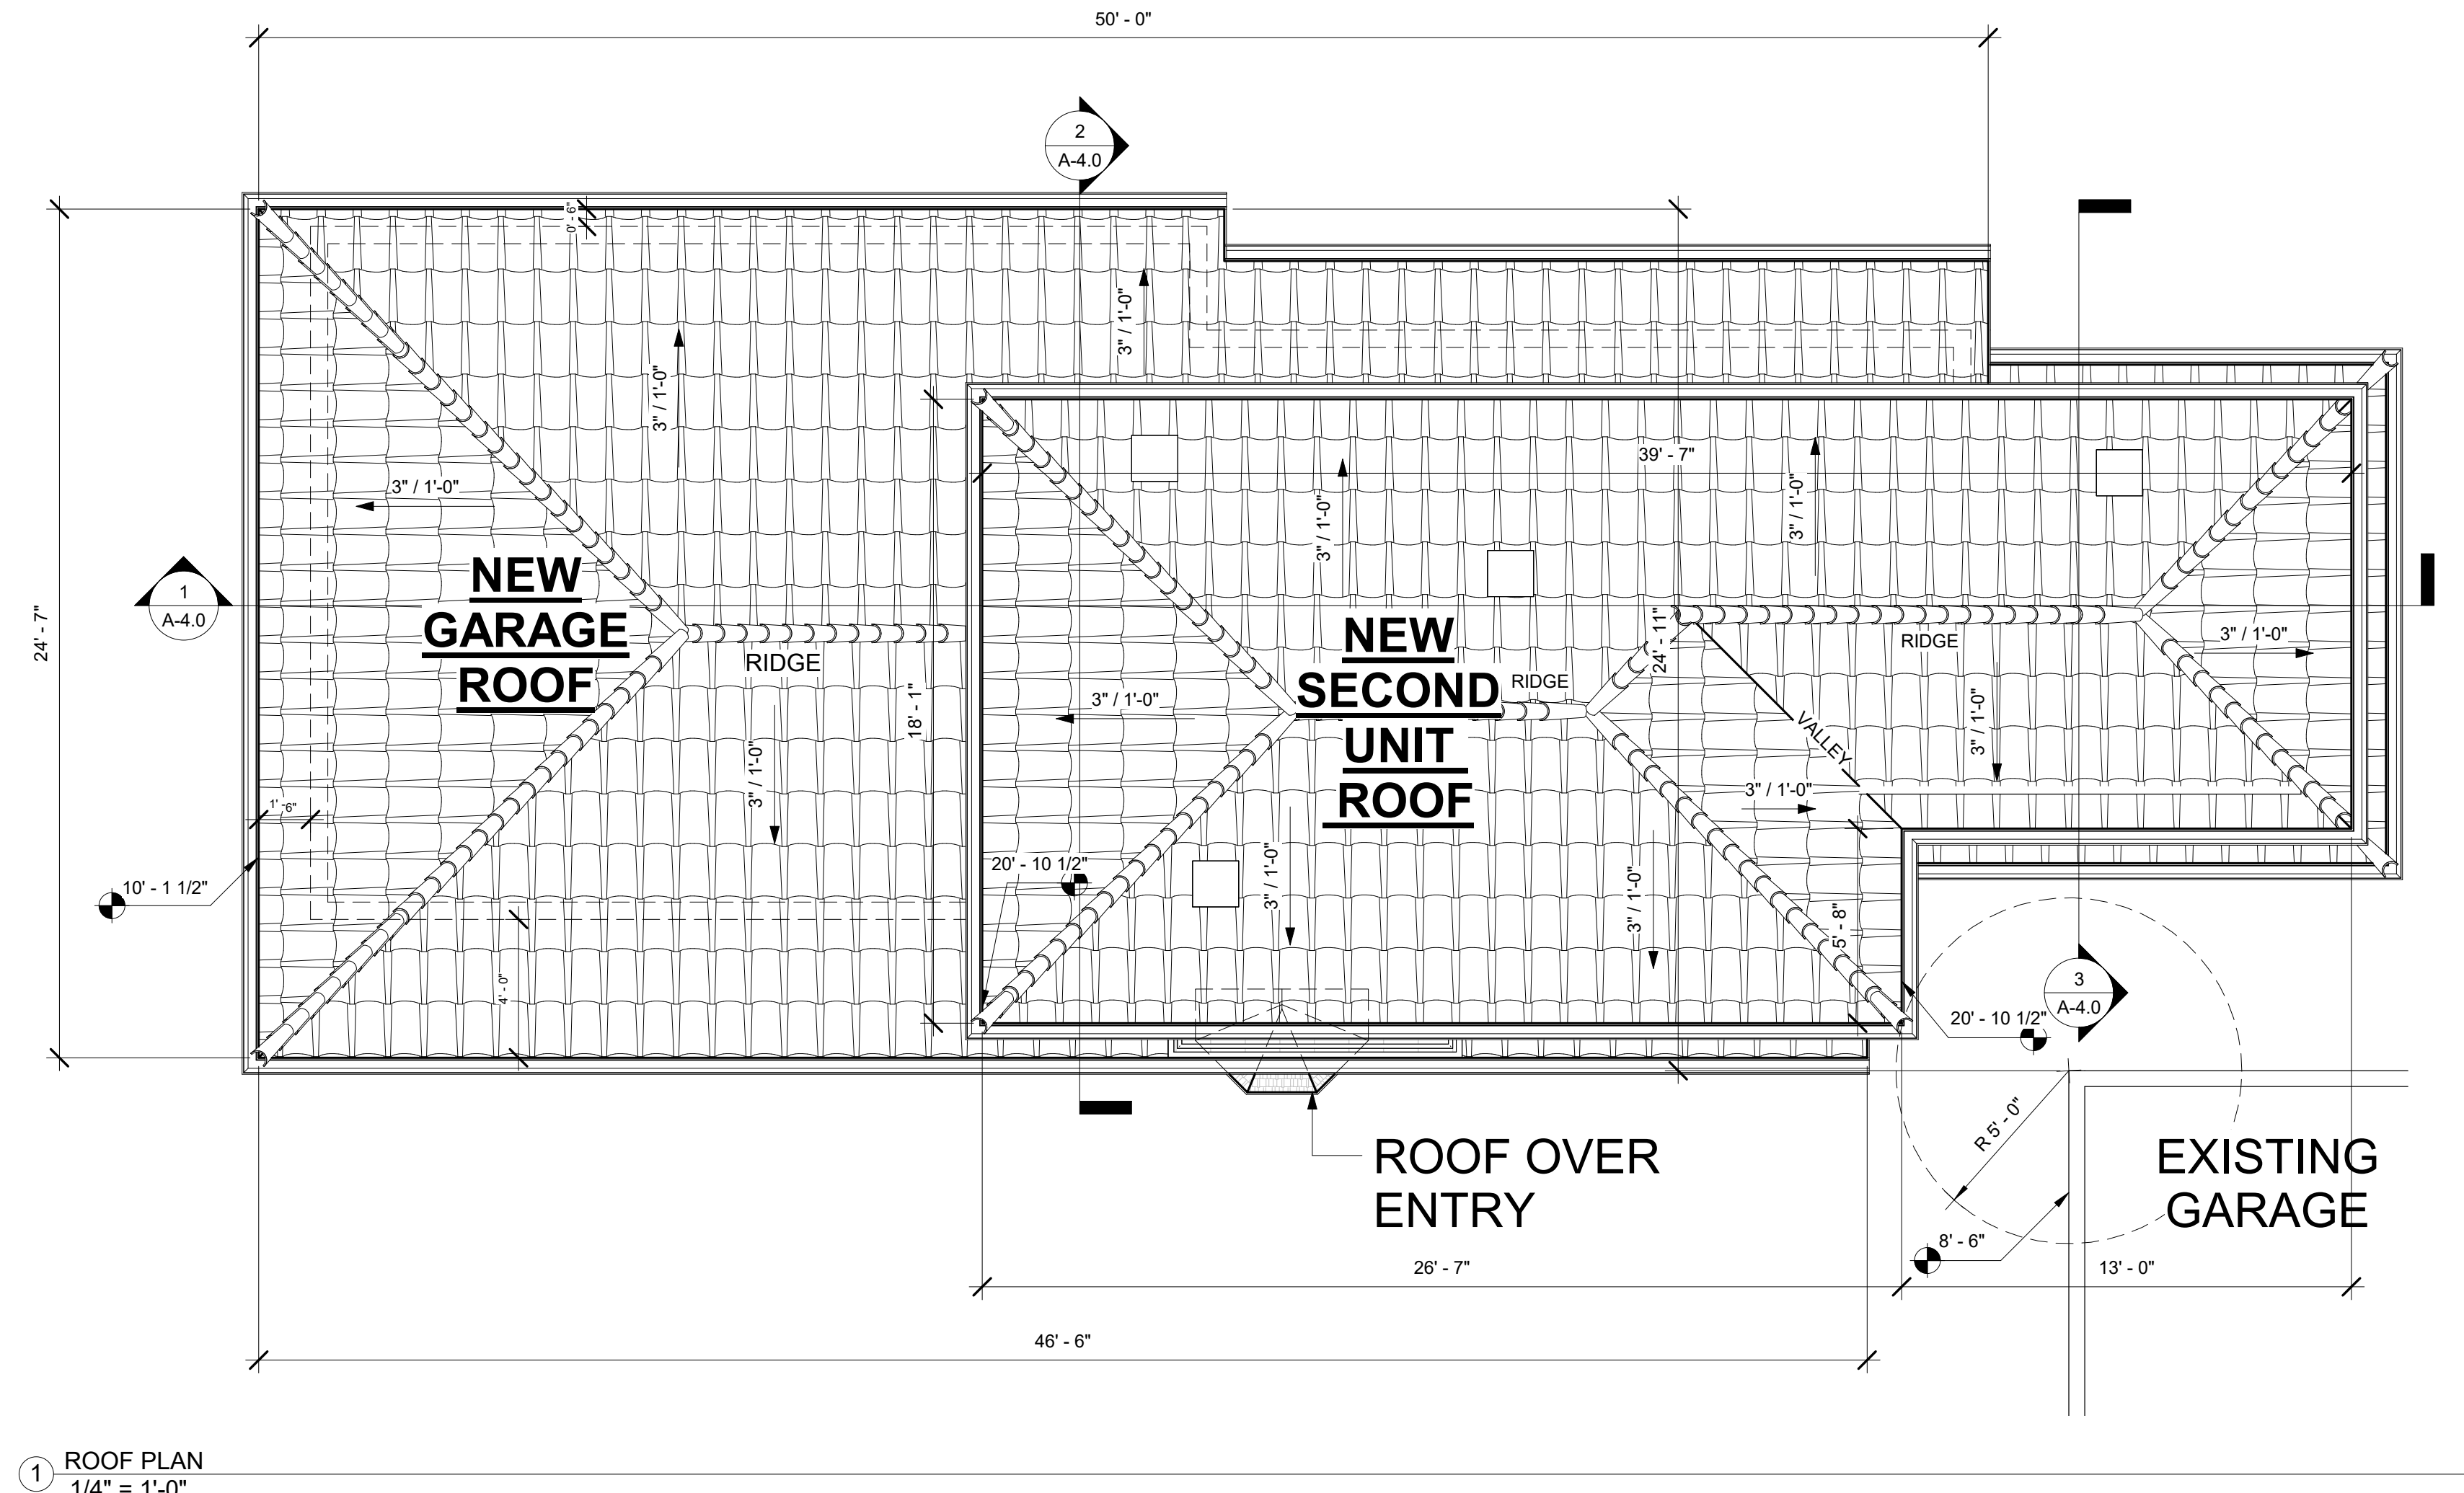 50' - 0"
2
A-4.0
0' - 6"
24' - 7"
3" / 1'-0"
3" / 1'-0"
3" / 1'-0"
1
A-4.0
NEW
GARAGE
ROOF
RIDGE
18' - 1"
3" / 1'-0"
1' -6"
10' - 1 1/2"
4' - 0"
39' - 7"
3" / 1'-0"
3" / 1'-0"
3" / 1'-0"
NEW
SECOND
UNIT
ROOF
RIDGE
24' - 11"
RIDGE
3" / 1'-0"
VALLEY
3" / 1'-0"
3" / 1'-0"
20' - 10 1/2"
3" / 1'-0"
3" / 1'-0"
5' - 8"
3
A-4.0
20' - 10 1/2"
R 5' - 0"
ROOF OVER
ENTRY
EXISTING
GARAGE
8' - 6"
26' - 7"
13' - 0"
46' - 6"
1
ROOF PLAN
1/4" = 1'-0"